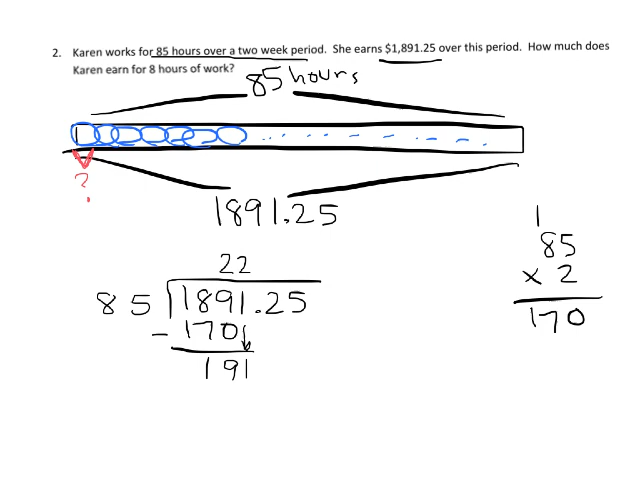 2. Karen works for 85 hours over a two week period. She earns $1,891.25 over this period. How much does
Karen earn for 8 hours of work?
85 hours
?
1891.25
1
85
x 2
170
22
85 1891.25
- 170
191